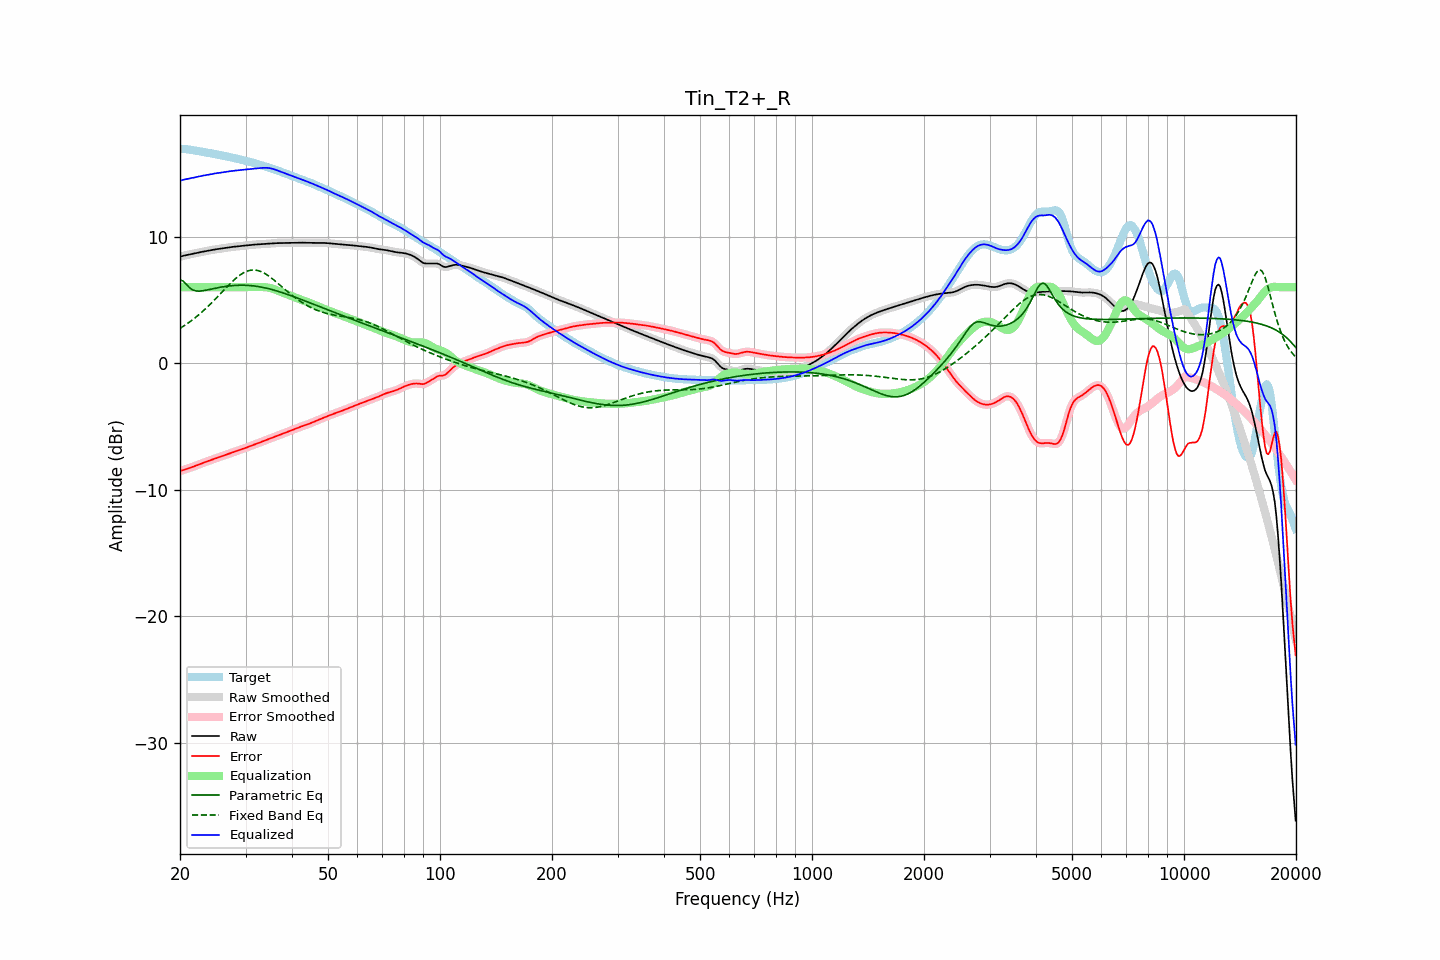 Tin_T2+_R
Amplitude (dBr)
10
0
−10
−20
−30
Target
Raw Smoothed
Error Smoothed
Raw
Error
Equalization
Parametric Eq
Fixed Band Eq
Equalized
20 50 100 200 500 1000 2000 5000 10000 20000
Frequency (Hz)